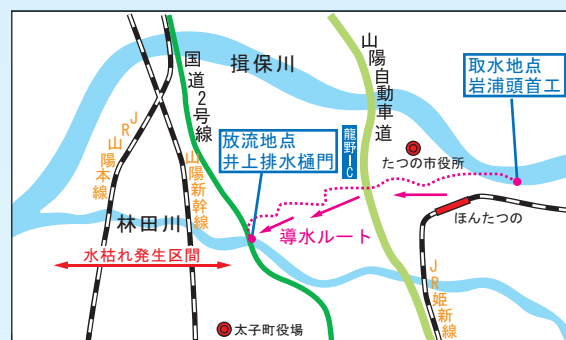 国道2号線
揖保川
山陽自動車道
取水地点
岩浦頭首工
放流地点
井上排水樋門
龍野IC
たつの市役所
JR山陽本線
山陽新幹線
林田川
導水ルート
ほんたつの
水枯れ発生区間
JR姫新線
太子町役場